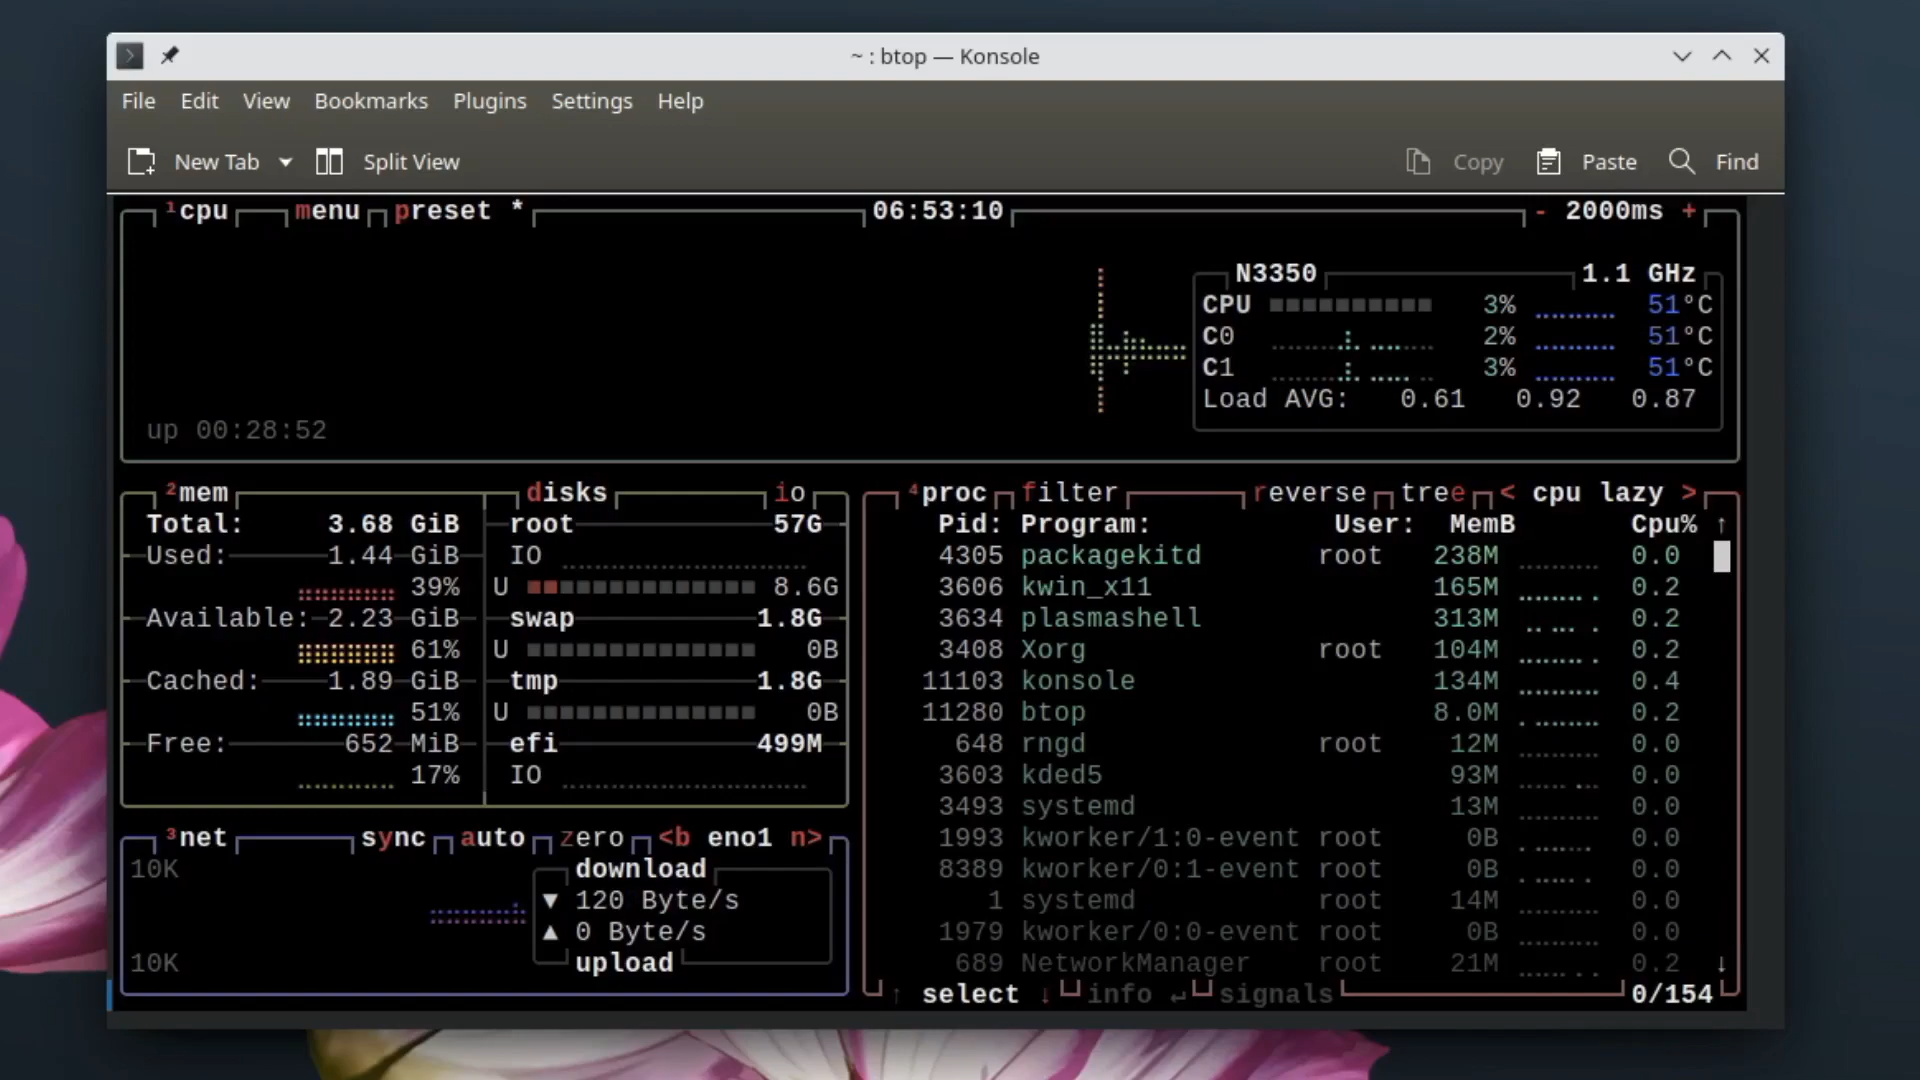 ~ : btop — Konsole
File Edit View Bookmarks Plugins Settings Help
New Tab Split View Copy Paste Find
¹cpu menu preset * 06:53:10 - 2000ms +
N3350 1.1 GHz
CPU 3% 51°C
C0 2% 51°C
C1 3% 51°C
Load AVG: 0.61 0.92 0.87
up 00:28:52
²mem disks io
Total: 3.68 GiB root 57G
Used: 1.44 GiB IO
39% U 8.6G
Available: 2.23 GiB swap 1.8G
61% U 0B
Cached: 1.89 GiB tmp 1.8G
51% U 0B
Free: 652 MiB efi 499M
17% IO
³net sync auto zero <b eno1 n>
10K download
▼ 120 Byte/s
▲ 0 Byte/s
10K upload
⁴proc filter reverse tree < cpu lazy >
Pid: Program: User: MemB Cpu% ↑
4305 packagekitd root 238M 0.0
3606 kwin_x11 165M 0.2
3634 plasmashell 313M 0.2
3408 Xorg root 104M 0.2
11103 konsole 134M 0.4
11280 btop 8.0M 0.2
648 rngd root 12M 0.0
3603 kded5 93M 0.0
3493 systemd 13M 0.0
1993 kworker/1:0-event root 0B 0.0
8389 kworker/0:1-event root 0B 0.0
1 systemd root 14M 0.0
1979 kworker/0:0-event root 0B 0.0
689 NetworkManager root 21M 0.2 ↓
↑ select ↓ info ↵ signals 0/154